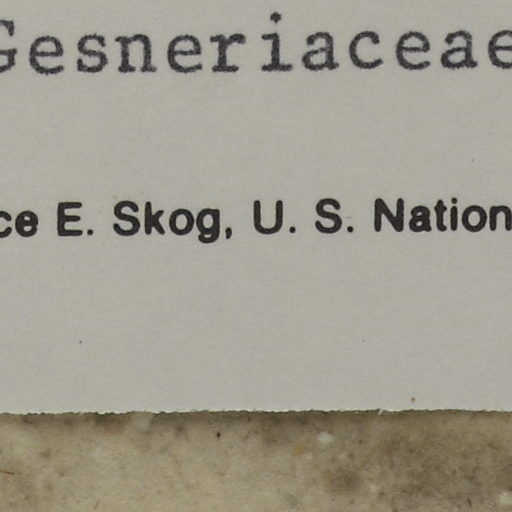 Gesneriaceae
ce E. Skog, U. S. Nation